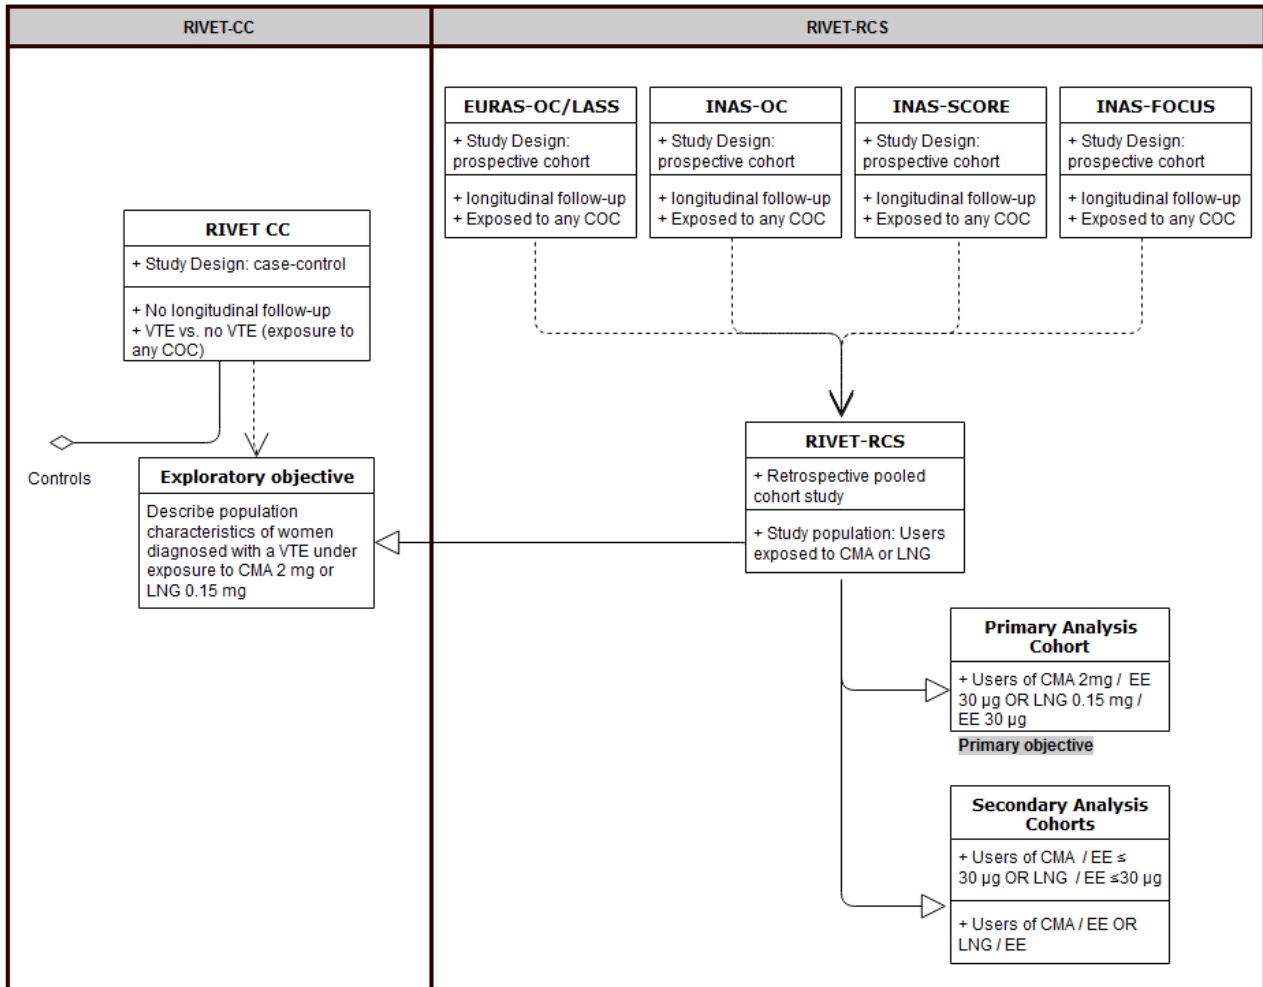 RIVET-CC
RIVET-RCS
EURAS-OC/LASS
+ Study Design:
prospective cohort
+ longitudinal follow-up
+ Exposed to any COC
INAS-OC
+ Study Design:
prospective cohort
+ longitudinal follow-up
+ Exposed to any COC
INAS-SCORE
+ Study Design:
prospective cohort
+ longitudinal follow-up
+ Exposed to any COC
INAS-FOCUS
+ Study Design:
prospective cohort
+ longitudinal follow-up
+ Exposed to any COC
RIVET CC
+ Study Design: case-control
+ No longitudinal follow-up
+ VTE vs. no VTE (exposure to
any COC)
Controls
Exploratory objective
Describe population
characteristics of women
diagnosed with a VTE under
exposure to CMA 2 mg or
LNG 0.15 mg
RIVET-RCS
+ Retrospective pooled
cohort study
+ Study population: Users
exposed to CMA or LNG
Primary Analysis
Cohort
+ Users of CMA 2mg / EE
30 µg OR LNG 0.15 mg /
EE 30 µg
Primary objective
Secondary Analysis
Cohorts
+ Users of CMA / EE ≤
30 µg OR LNG / EE ≤30 µg
+ Users of CMA / EE OR
LNG / EE